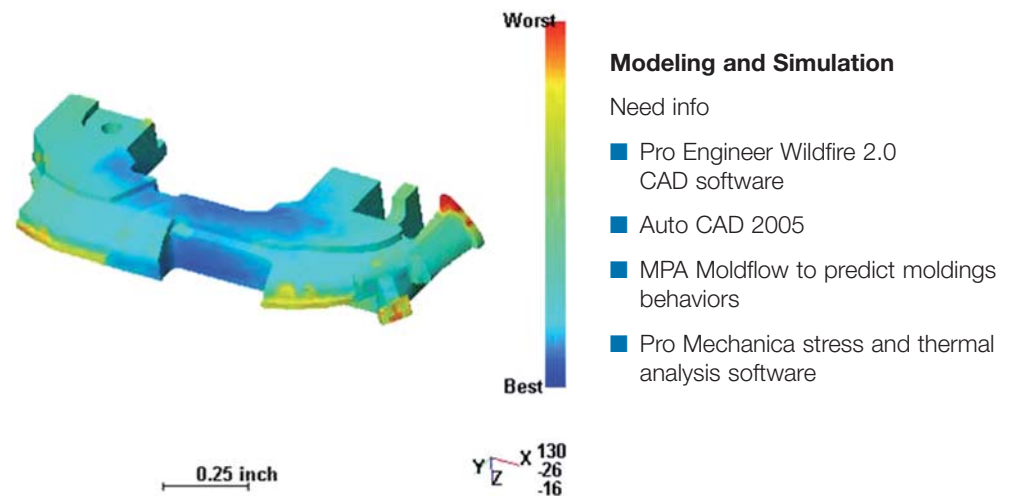 Worst
Best
0.25 inch
Y
X
Z
130
-26
-16
Modeling and Simulation
Need info
Pro Engineer Wildfire 2.0
CAD software
Auto CAD 2005
MPA Moldflow to predict moldings
behaviors
Pro Mechanica stress and thermal
analysis software